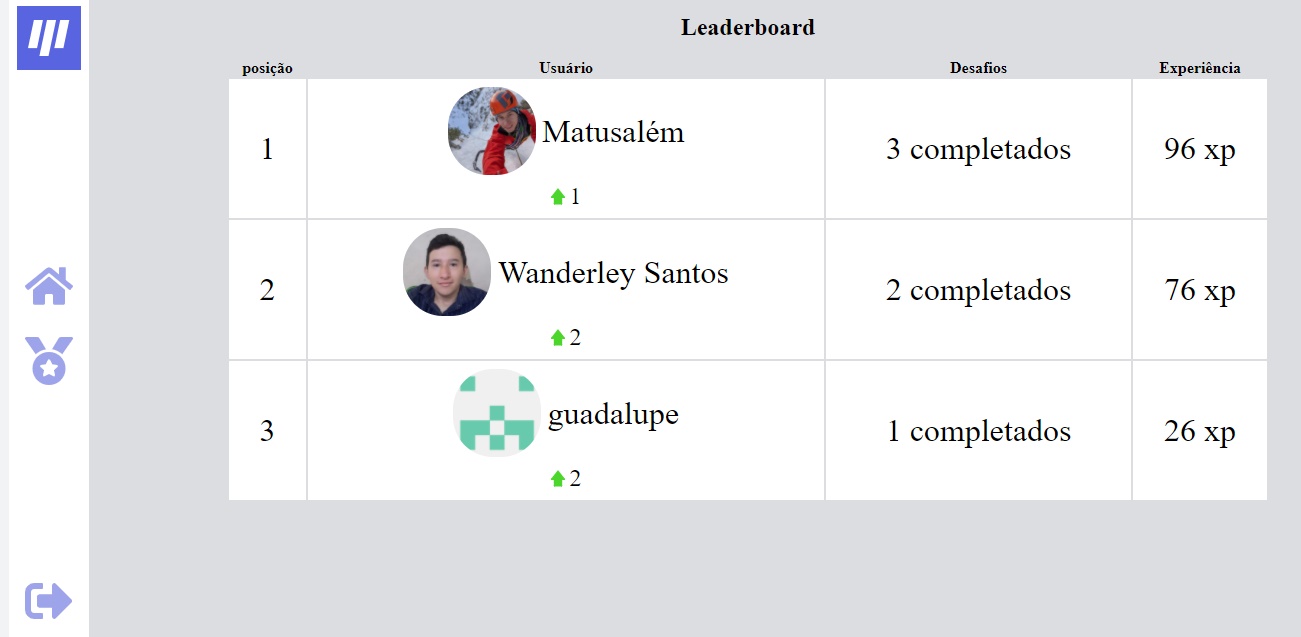 Leaderboard
posição Usuário Desafios Experiência
1 Matusalém 3 completados 96 xp
1
2 Wanderley Santos 2 completados 76 xp
2
3 guadalupe 1 completados 26 xp
2